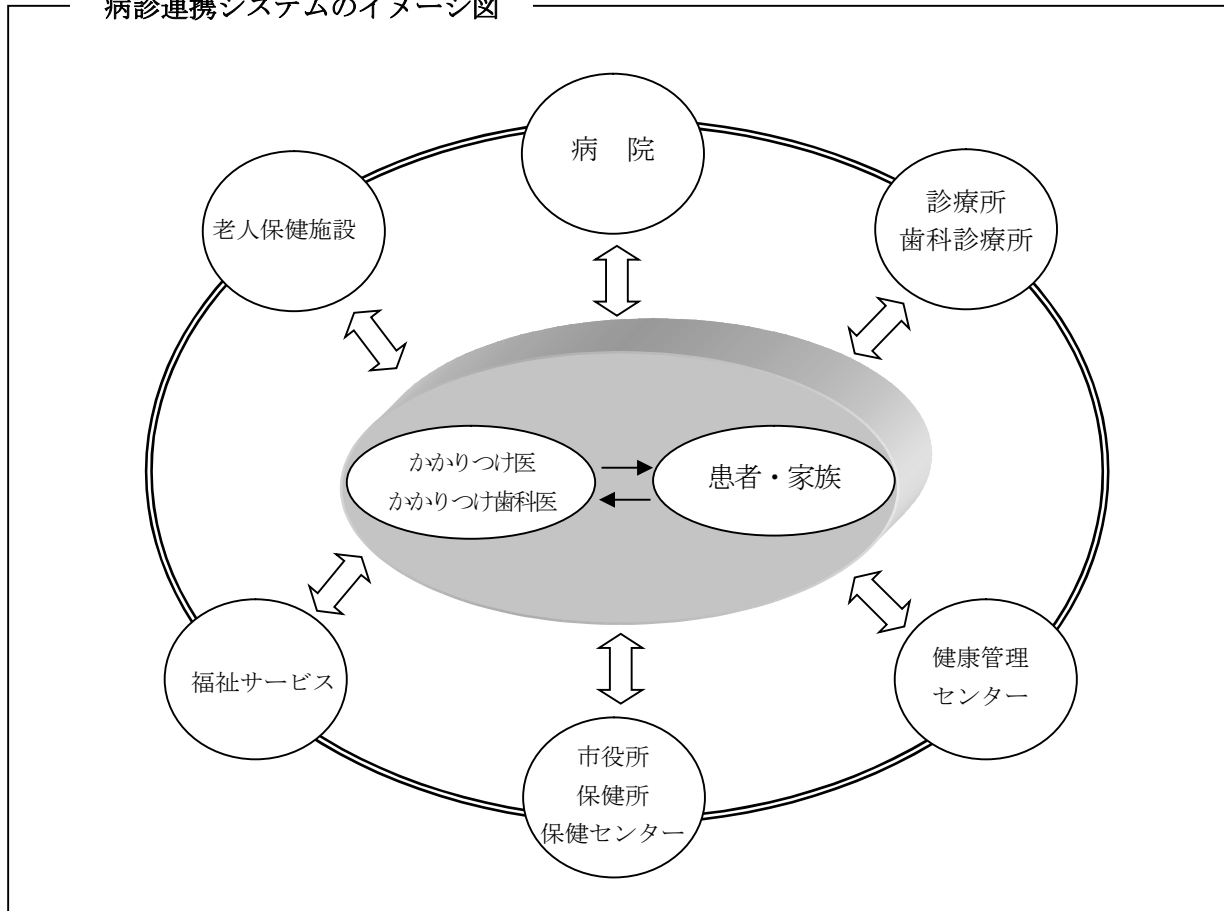 病診連携システムのイメージ図
病　院
老人保健施設
診療所
歯科診療所
かかりつけ医
かかりつけ歯科医
患者・家族
福祉サービス
健康管理
センター
市役所
保健所
保健センター